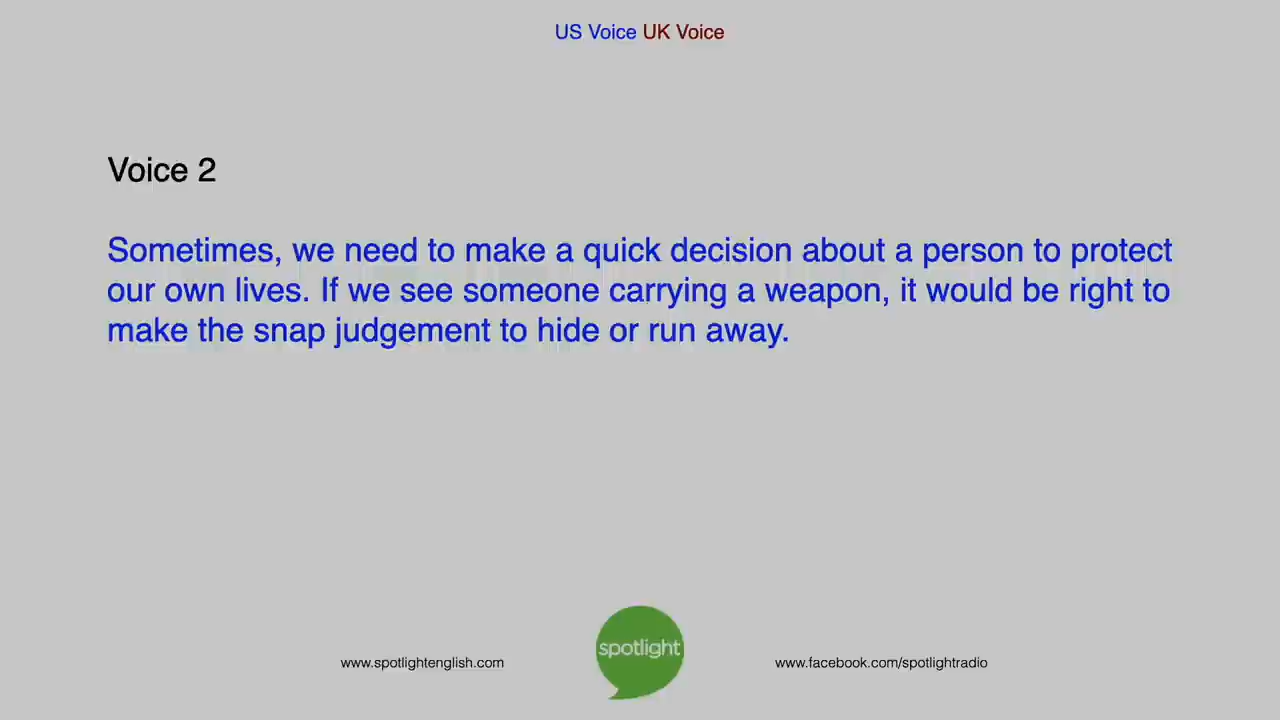 US Voice UK Voice
Voice 2
Sometimes, we need to make a quick decision about a person to protect
our own lives. If we see someone carrying a weapon, it would be right to
make the snap judgement to hide or run away.
spotlight
www.spotlightenglish.com
www.facebook.com/spotlightradio